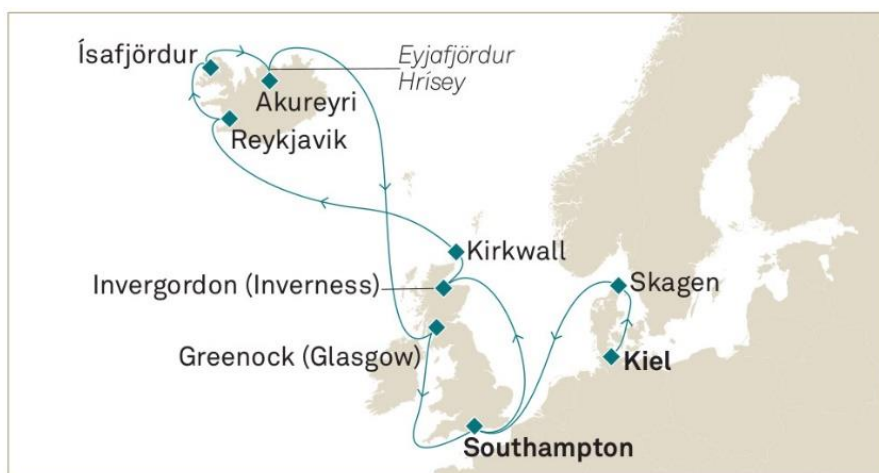 Ísafjördur
Eyjafjördur
Hrísey
Akureyri
Reykjavik
Kirkwall
Invergordon (Inverness)
Skagen
Greenock (Glasgow)
Kiel
Southampton